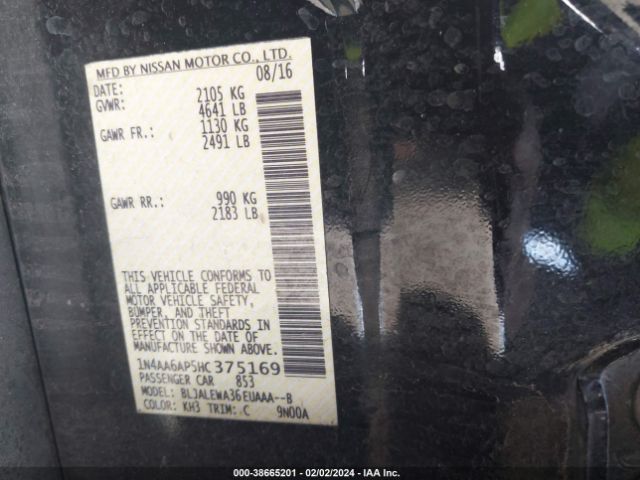 MFD BY NISSAN MOTOR CO., LTD.
DATE: 08/16
GVWR: 2105 KG
4641 LB
GAWR FR.: 1130 KG
2491 LB
GAWR RR.: 990 KG
2183 LB
THIS VEHICLE CONFORMS TO
ALL APPLICABLE FEDERAL
MOTOR VEHICLE SAFETY,
BUMPER, AND THEFT
PREVENTION STANDARDS IN
EFFECT ON THE DATE OF
MANUFACTURE SHOWN ABOVE.
1N4AA6AP5HC375169
PASSENGER CAR 853
MODEL: BLJALEWA36EUAAA--B
COLOR: KH3 TRIM: C 9N00A
000-38665201 - 02/02/2024 - IAA Inc.